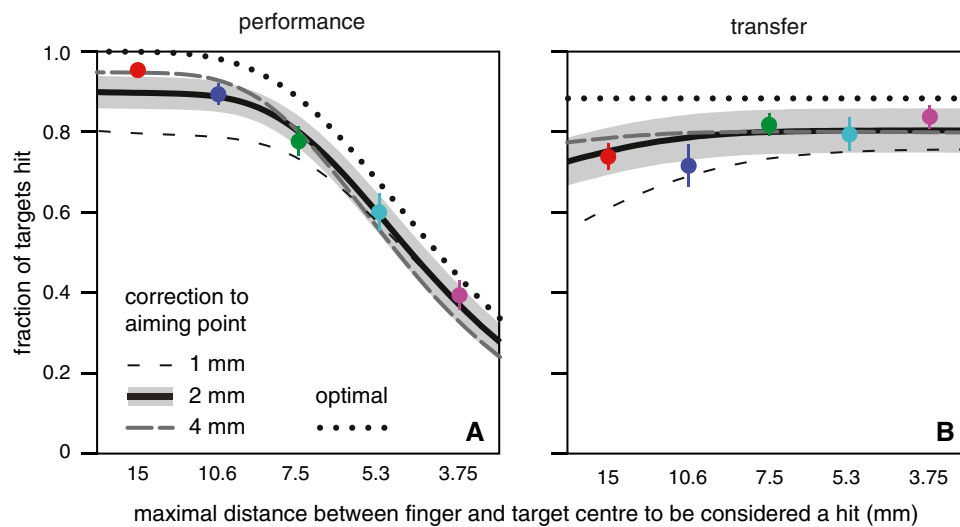 performance
transfer
fraction of targets hit
1.0
0.8
0.6
0.4
0.2
0
correction to
aiming point
1 mm
2 mm
4 mm
optimal
A
B
15 10.6 7.5 5.3 3.75
15 10.6 7.5 5.3 3.75
maximal distance between finger and target centre to be considered a hit (mm)